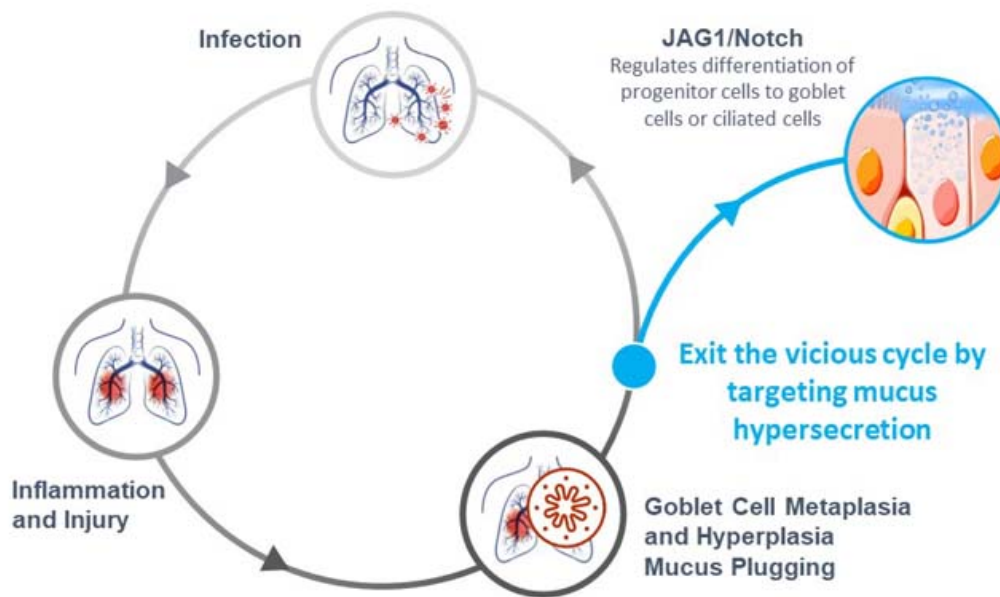 Infection
JAG1/Notch
Regulates differentiation of
progenitor cells to goblet
cells or ciliated cells
Exit the vicious cycle by
targeting mucus
hypersecretion
Inflammation
and Injury
Goblet Cell Metaplasia
and Hyperplasia
Mucus Plugging